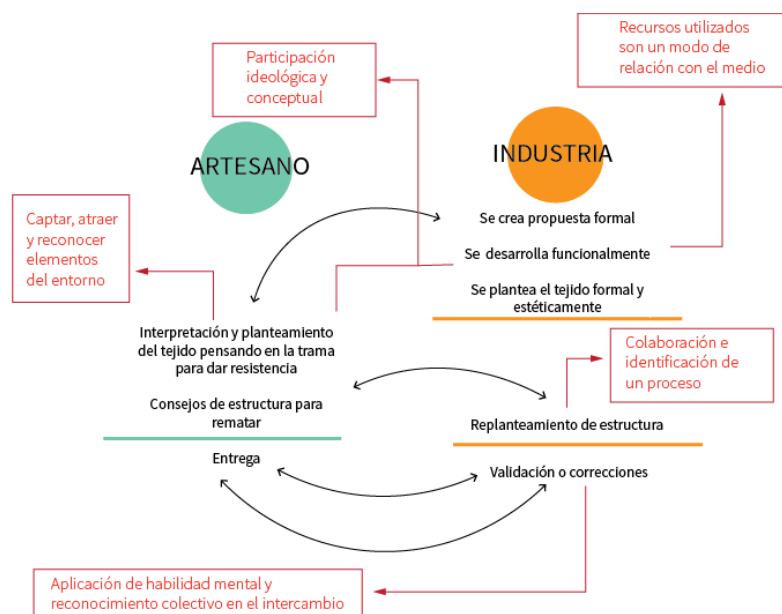 Recursos utilizados
son un modo de
relación con el medio
Participación
ideológica y
conceptual
ARTESANO
INDUSTRIA
Captar, atraer
y reconocer
elementos
del entorno
Se crea propuesta formal
Se desarrolla funcionalmente
Se plantea el tejido formal y
estéticamente
Interpretación y planteamiento
del tejido pensando en la trama
para dar resistencia
Consejos de estructura para
rematar
Colaboración e
identificación de
un proceso
Replanteamiento de estructura
Entrega
Validación o correcciones
Aplicación de habilidad mental y
reconocimiento colectivo en el intercambio